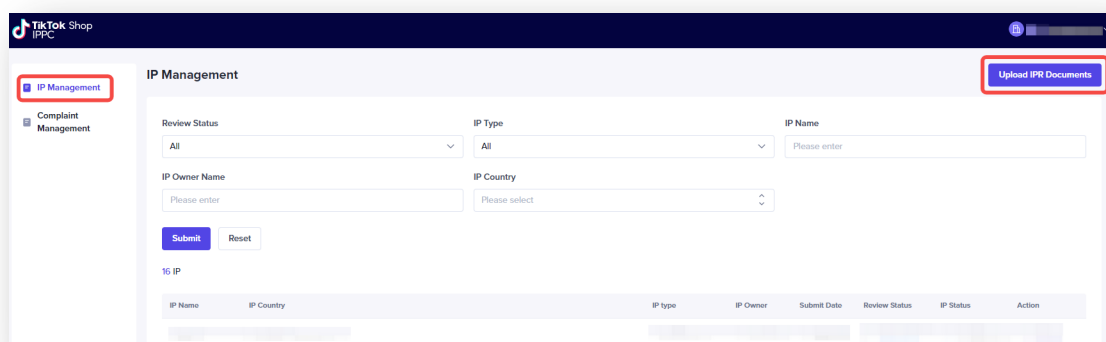 TikTok Shop
IPPC
IP Management
Complaint
Management
IP Management
Upload IPR Documents
Review Status
IP Type
IP Name
All
All
Please enter
IP Owner Name
IP Country
Please enter
Please select
Submit
Reset
16 IP
IP Name
IP Country
IP type
IP Owner
Submit Date
Review Status
IP Status
Action